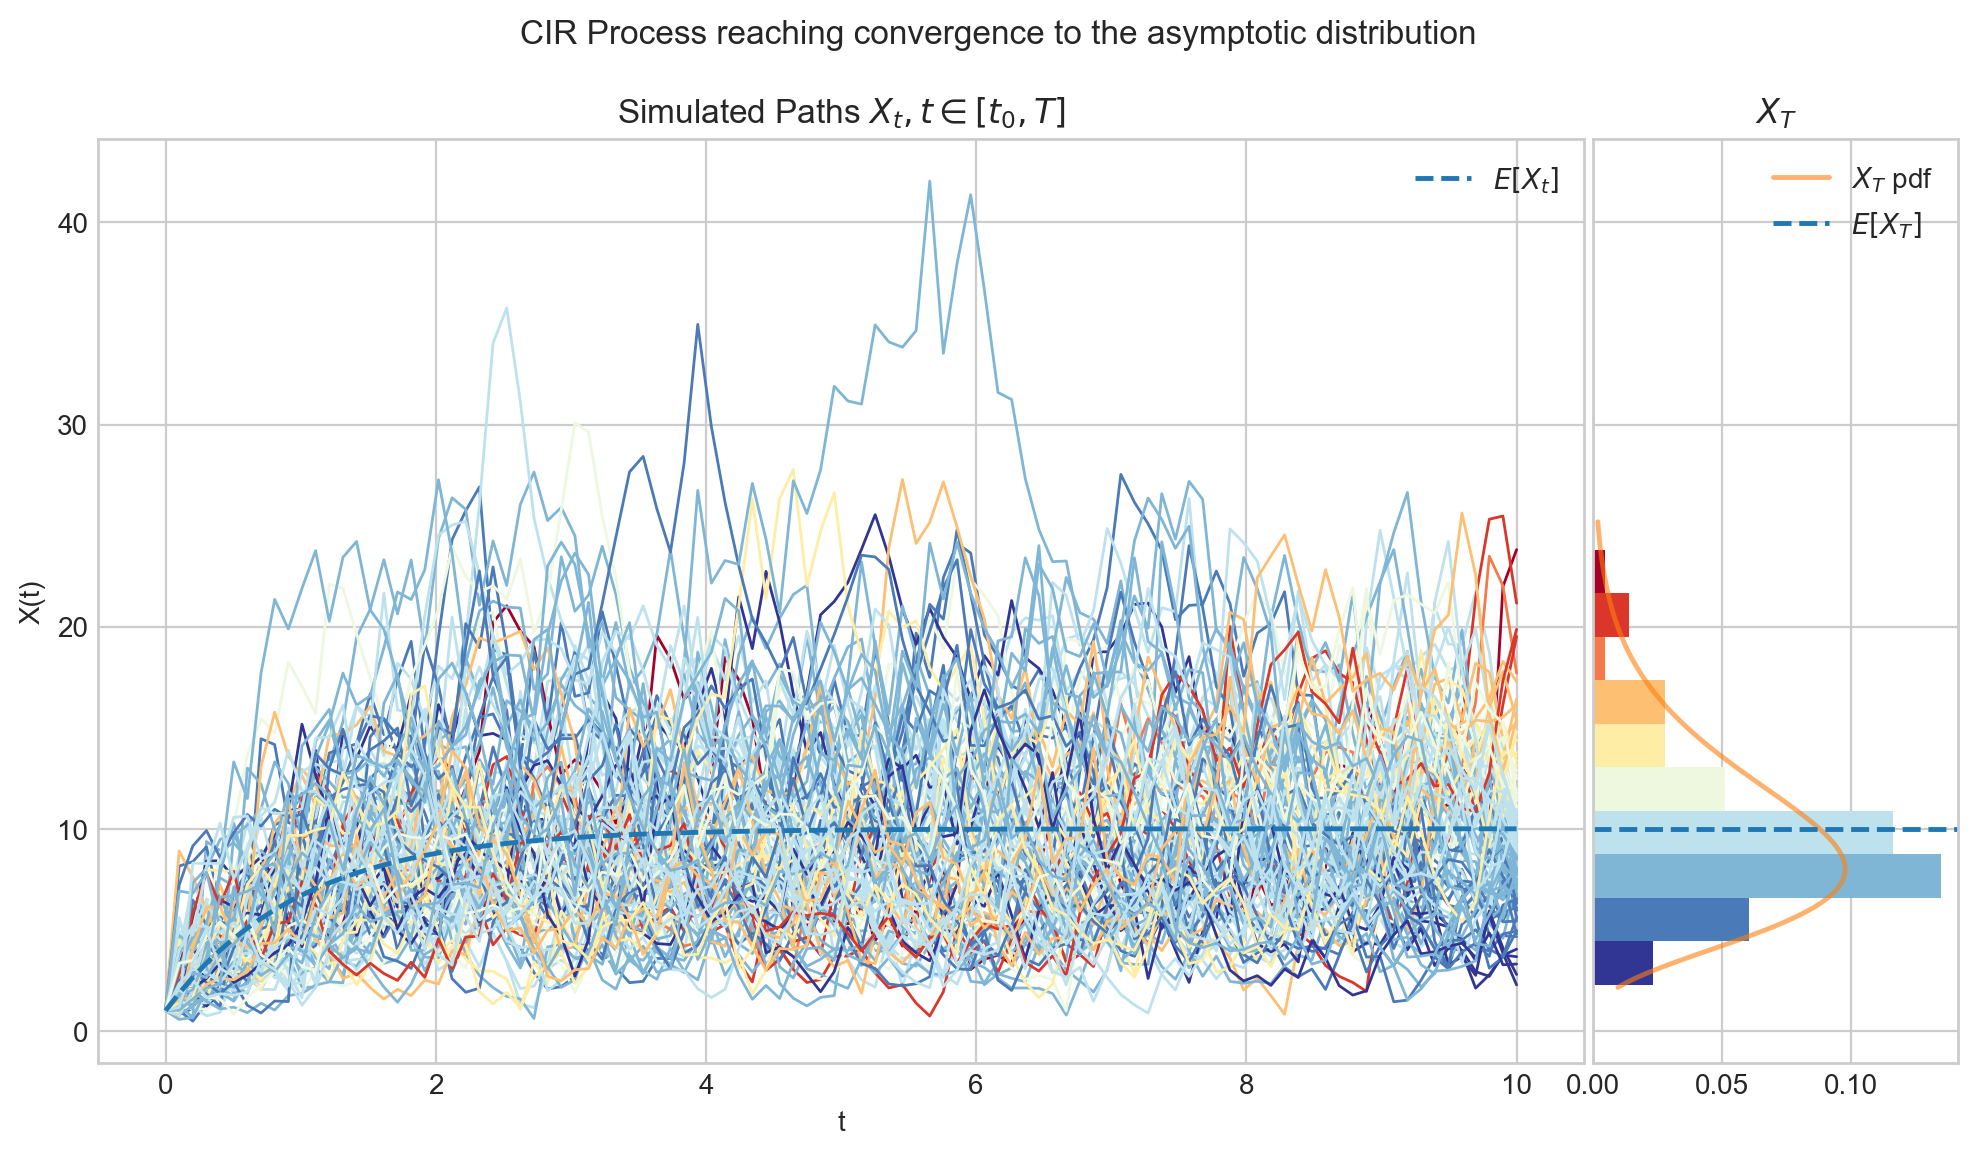 CIR Process reaching convergence to the asymptotic distribution
Simulated Paths $X_t, t \in [t_0, T]$
$X_T$
$E[X_t]$
$X_T$ pdf
$E[X_T]$
40
30
20
10
0
X(t)
0 2 4 6 8 10
0.00 0.05 0.10
t